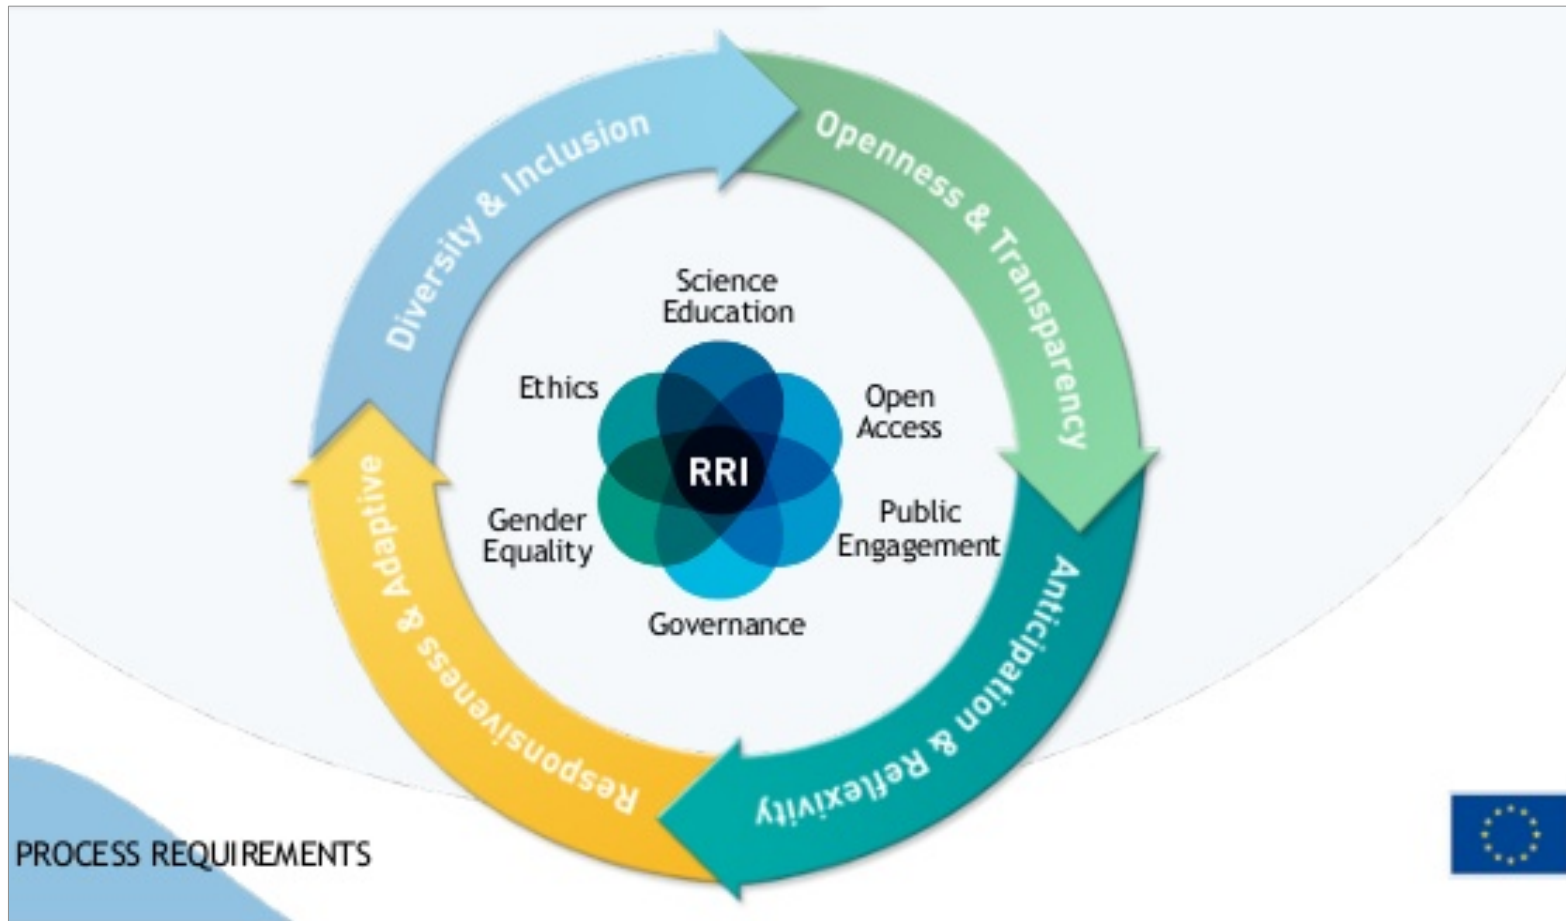 Diversity & Inclusion
Openness & Transparency
Anticipation & Reflexivity
Responsiveness & Adaptive
Science
Education
Ethics
Open
Access
RRI
Gender
Equality
Public
Engagement
Governance
PROCESS REQUIREMENTS